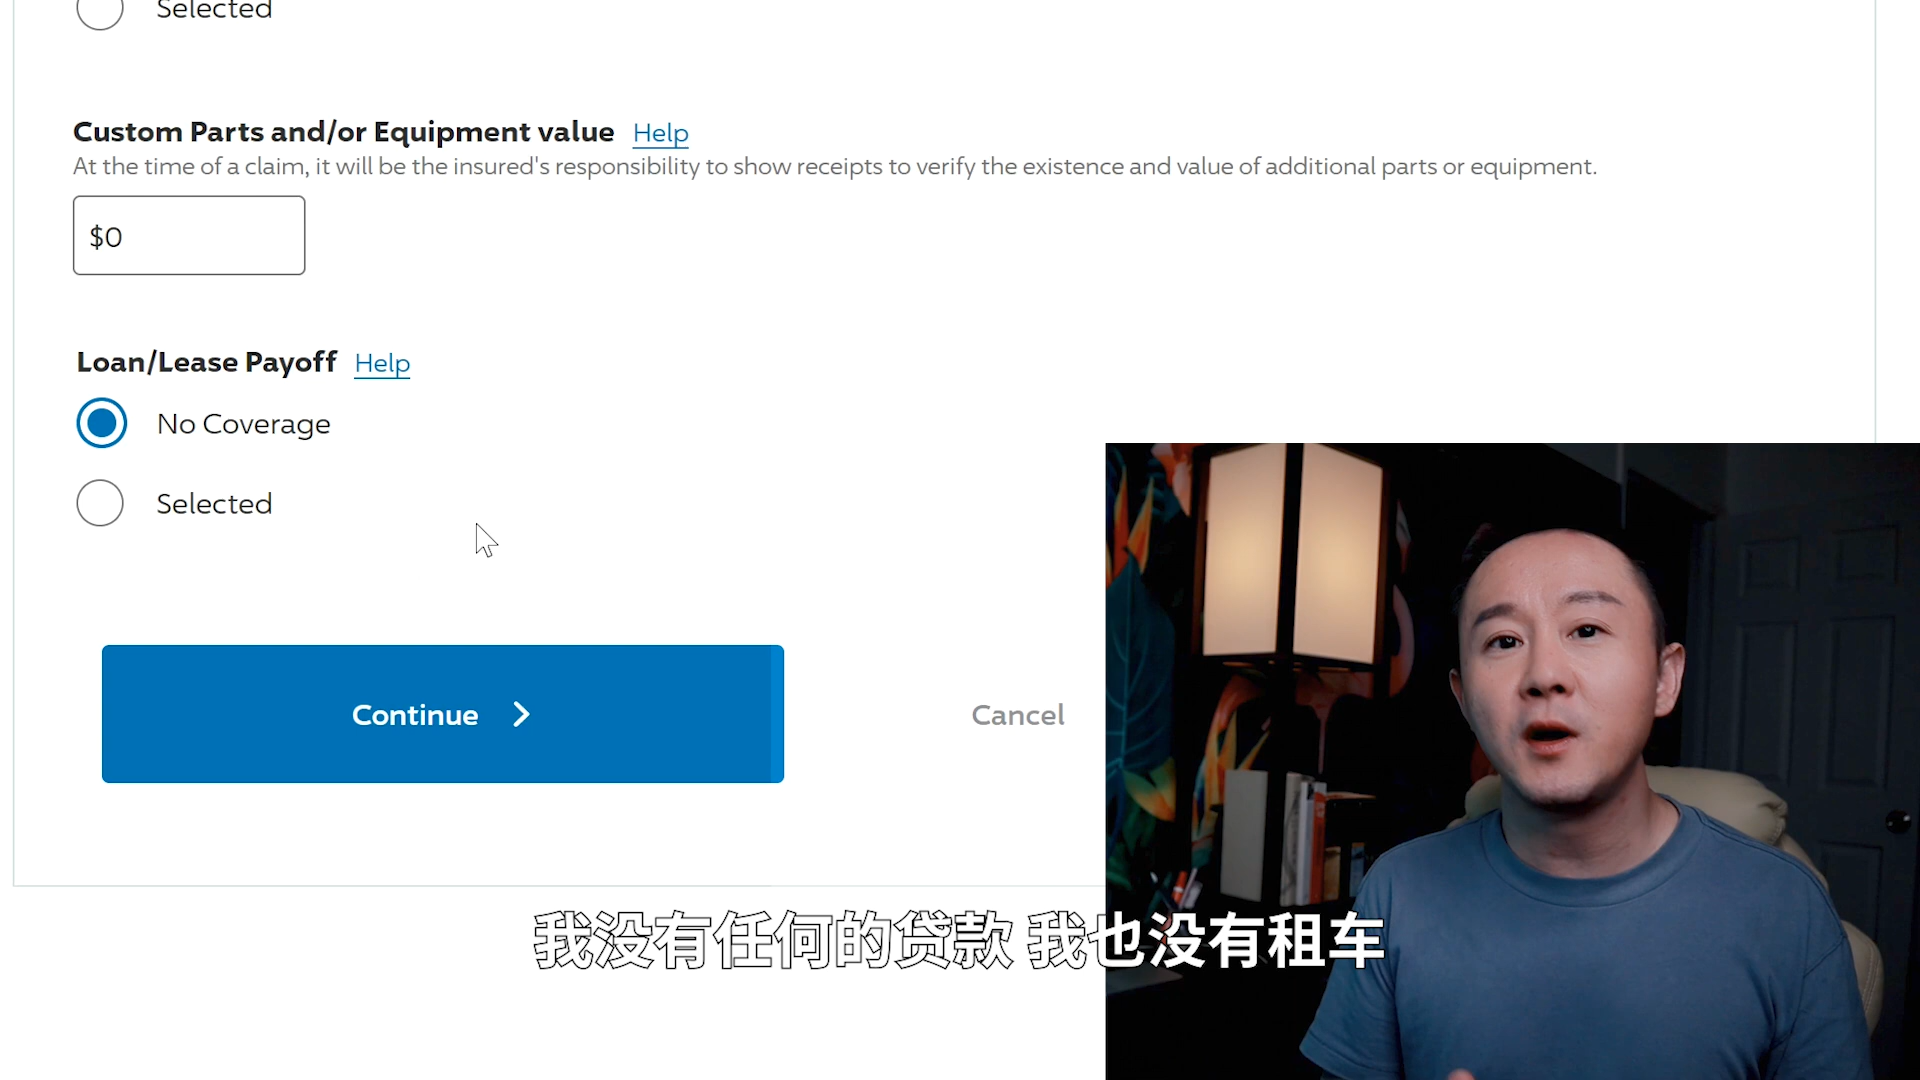 Selected
Custom Parts and/or Equipment value Help
At the time of a claim, it will be the insured's responsibility to show receipts to verify the existence and value of additional parts or equipment.
$0
Loan/Lease Payoff Help
No Coverage
Selected
Continue
Cancel
我没有任何的贷款 我也没有租车